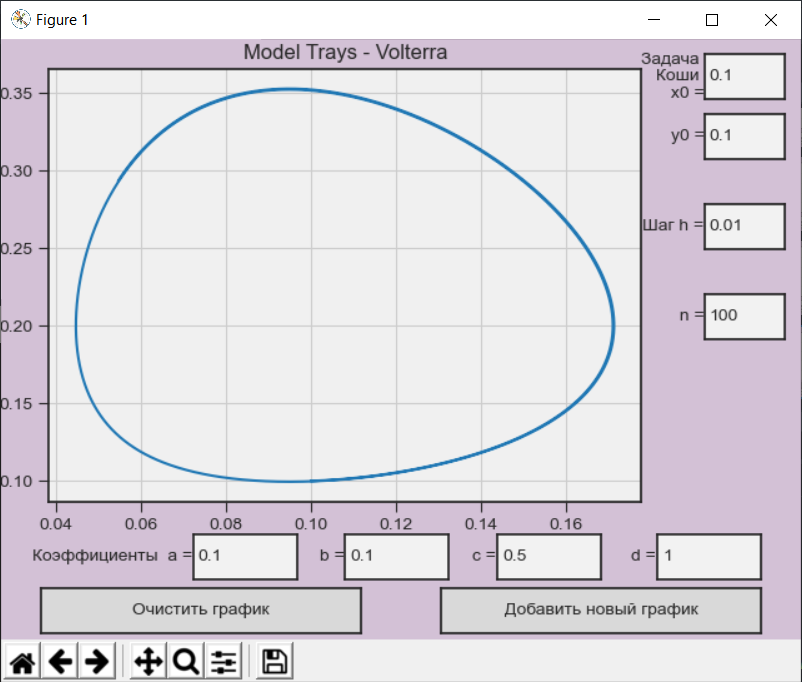 Figure 1
Model Trays - Volterra
Задача
Коши
x0 = 0.1
y0 = 0.1
Шаг h = 0.01
n = 100
0.35
0.30
0.25
0.20
0.15
0.10
0.04 0.06 0.08 0.10 0.12 0.14 0.16
Коэффициенты a = 0.1 b = 0.1 c = 0.5 d = 1
Очистить график Добавить новый график